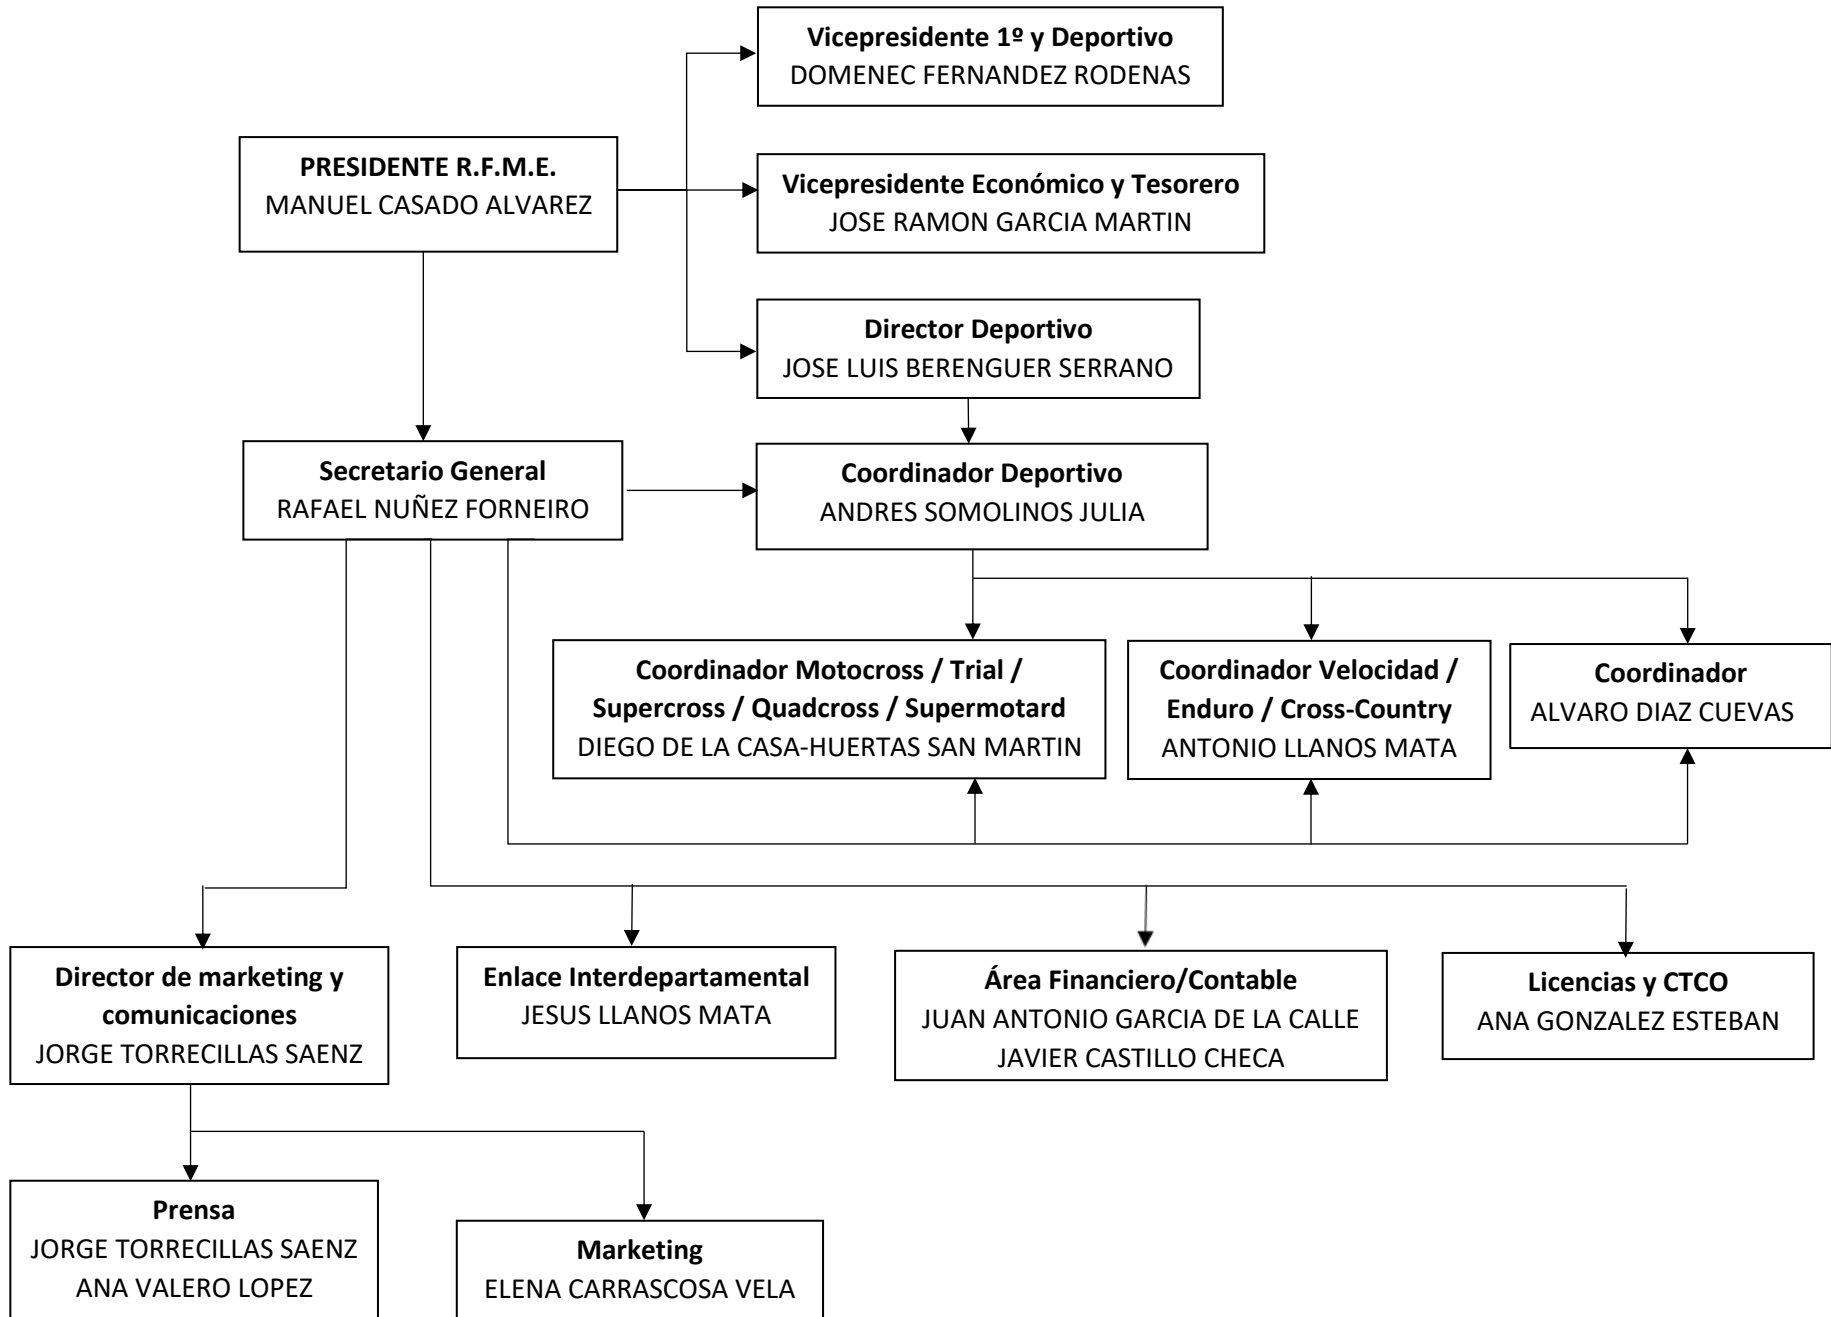 Vicepresidente 1º y Deportivo
DOMENEC FERNANDEZ RODENAS
PRESIDENTE R.F.M.E.
MANUEL CASADO ALVAREZ
Vicepresidente Económico y Tesorero
JOSE RAMON GARCIA MARTIN
Director Deportivo
JOSE LUIS BERENGUER SERRANO
Secretario General
RAFAEL NUÑEZ FORNEIRO
Coordinador Deportivo
ANDRES SOMOLINOS JULIA
Coordinador Motocross / Trial /
Supercross / Quadcross / Supermotard
DIEGO DE LA CASA-HUERTAS SAN MARTIN
Coordinador Velocidad /
Enduro / Cross-Country
ANTONIO LLANOS MATA
Coordinador
ALVARO DIAZ CUEVAS
Director de marketing y
comunicaciones
JORGE TORRECILLAS SAENZ
Enlace Interdepartamental
JESUS LLANOS MATA
Área Financiero/Contable
JUAN ANTONIO GARCIA DE LA CALLE
JAVIER CASTILLO CHECA
Licencias y CTCO
ANA GONZALEZ ESTEBAN
Prensa
JORGE TORRECILLAS SAENZ
ANA VALERO LOPEZ
Marketing
ELENA CARRASCOSA VELA